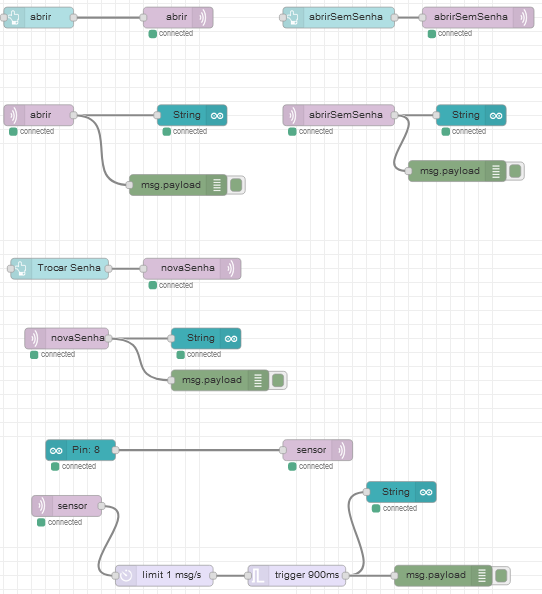 abrir
abrir
connected
abrirSemSenha
abrirSemSenha
connected
abrir
connected
String
connected
msg.payload
abrirSemSenha
connected
String
connected
msg.payload
Trocar Senha
novaSenha
connected
novaSenha
connected
String
connected
msg.payload
Pin: 8
connected
sensor
connected
sensor
connected
String
connected
limit 1 msg/s
trigger 900ms
msg.payload